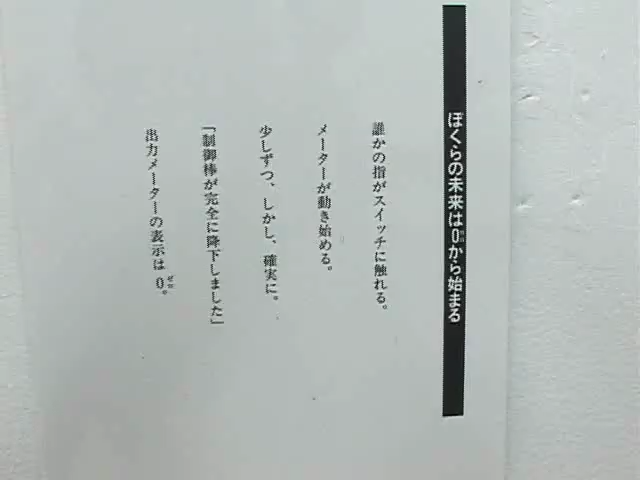 ぼくらの未来は0から始まる
誰かの指がスイッチに触れる。
メーターが動き始める。
少しずつ、しかし、確実に。
「制御棒が完全に降下しました」
出力メーターの表示は0。